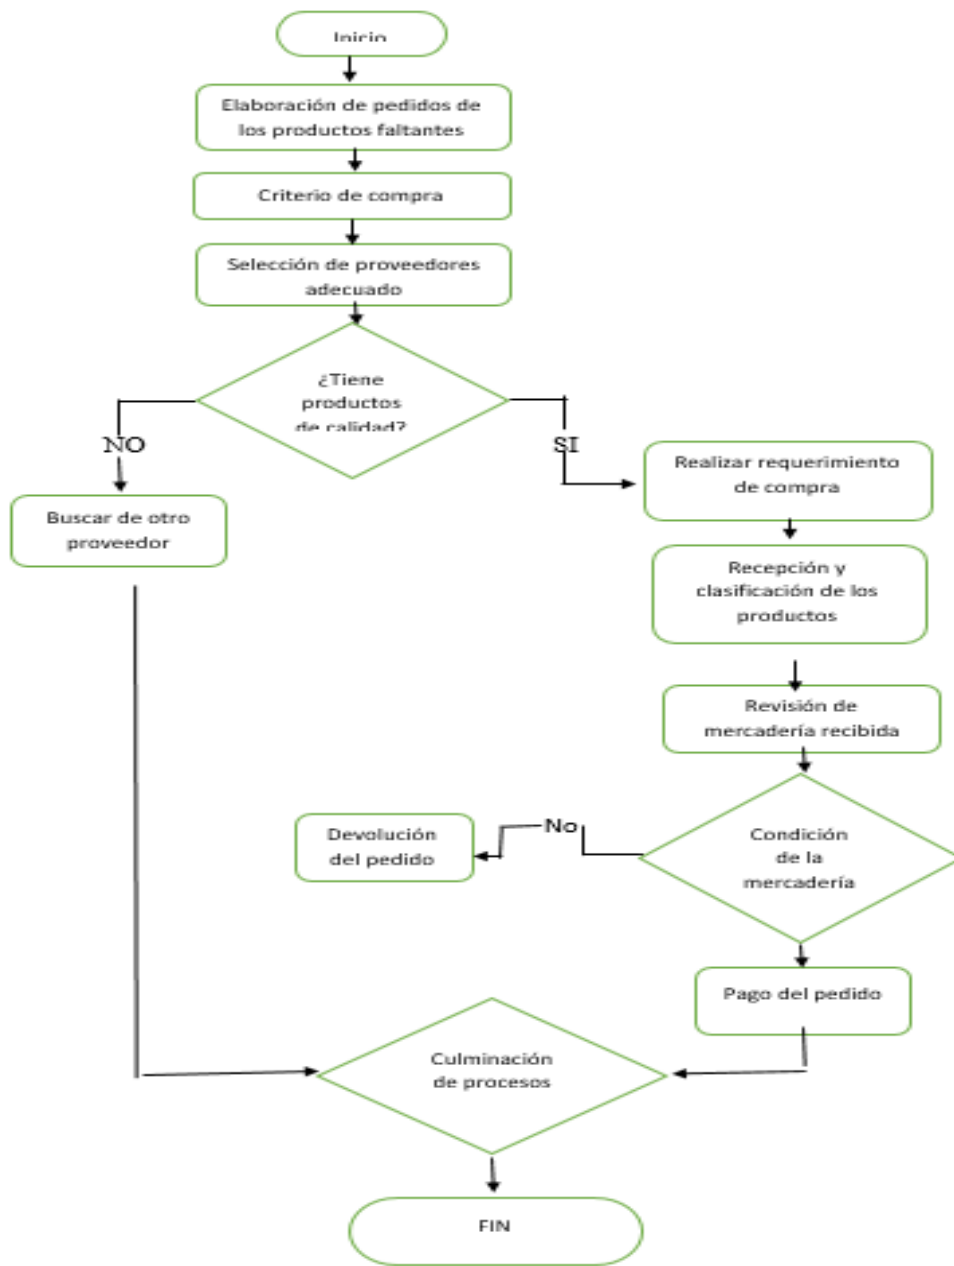 Inicio
Elaboración de pedidos de
los productos faltantes
Criterio de compra
Selección de proveedores
adecuado
¿Tiene
productos
de calidad?
NO
SI
Realizar requerimiento
de compra
Buscar de otro
proveedor
Recepción y
clasificación de los
productos
Revisión de
mercadería recibida
No
Devolución
del pedido
Condición
de la
mercadería
Pago del pedido
Culminación
de procesos
FIN